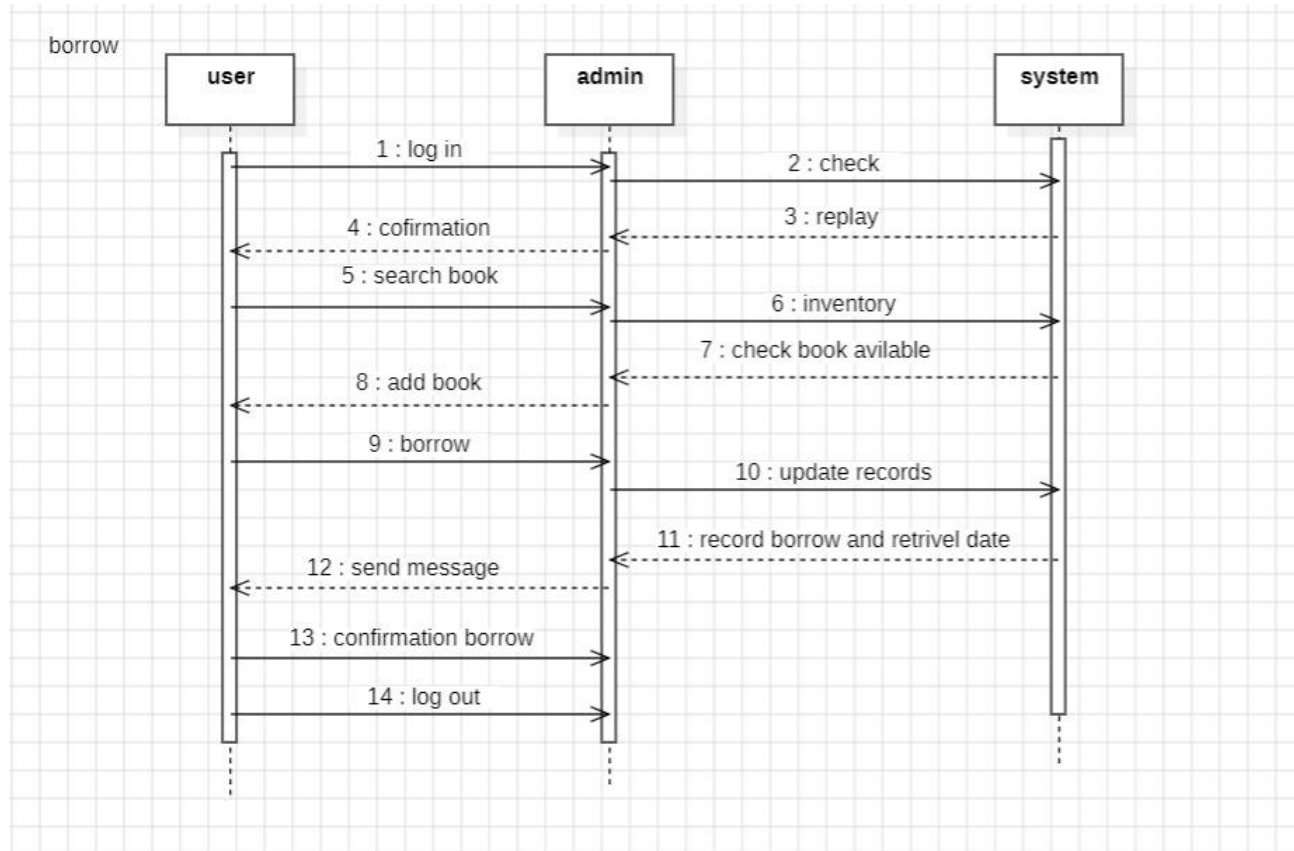 borrow
user
admin
system
1 : log in
2 : check
3 : replay
4 : cofirmation
5 : search book
6 : inventory
7 : check book avilable
8 : add book
9 : borrow
10 : update records
11 : record borrow and retrivel date
12 : send message
13 : confirmation borrow
14 : log out